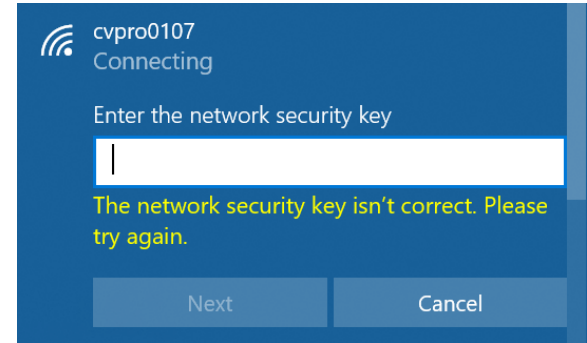 cvpro0107
Connecting
Enter the network security key
The network security key isn't correct. Please
try again.
Next
Cancel